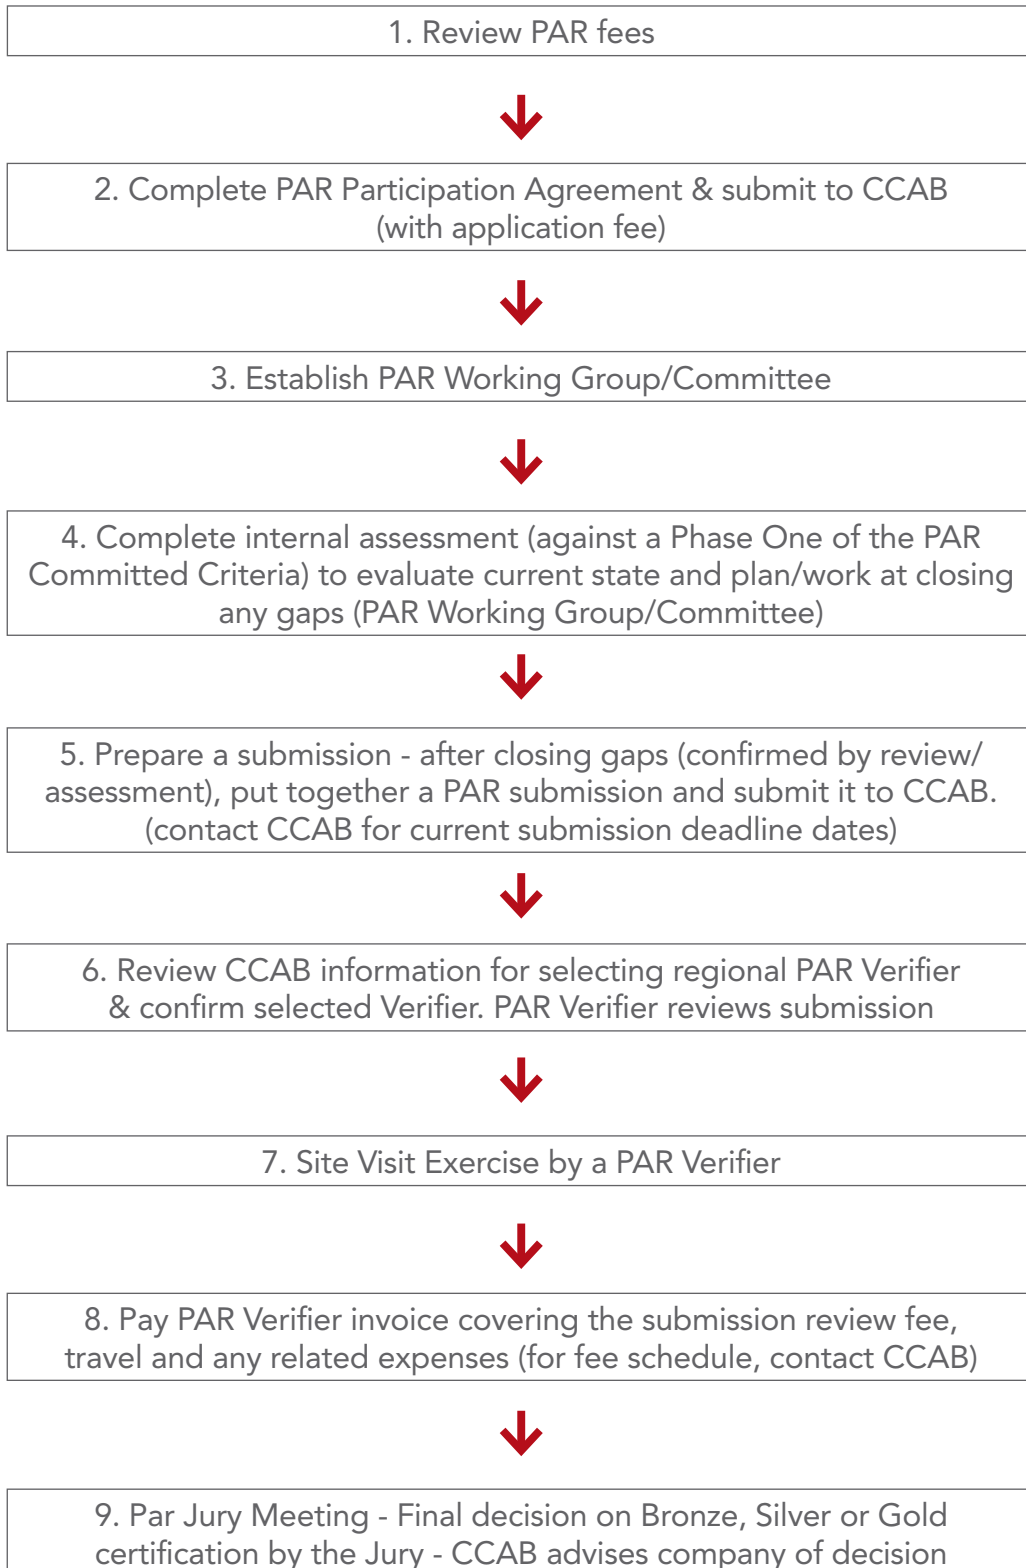 1. Review PAR fees
2. Complete PAR Participation Agreement & submit to CCAB
(with application fee)
3. Establish PAR Working Group/Committee
4. Complete internal assessment (against a Phase One of the PAR
Committed Criteria) to evaluate current state and plan/work at closing
any gaps (PAR Working Group/Committee)
5. Prepare a submission - after closing gaps (confirmed by review/
assessment), put together a PAR submission and submit it to CCAB.
(contact CCAB for current submission deadline dates)
6. Review CCAB information for selecting regional PAR Verifier
& confirm selected Verifier. PAR Verifier reviews submission
7. Site Visit Exercise by a PAR Verifier
8. Pay PAR Verifier invoice covering the submission review fee,
travel and any related expenses (for fee schedule, contact CCAB)
9. Par Jury Meeting - Final decision on Bronze, Silver or Gold
certification by the Jury - CCAB advises company of decision